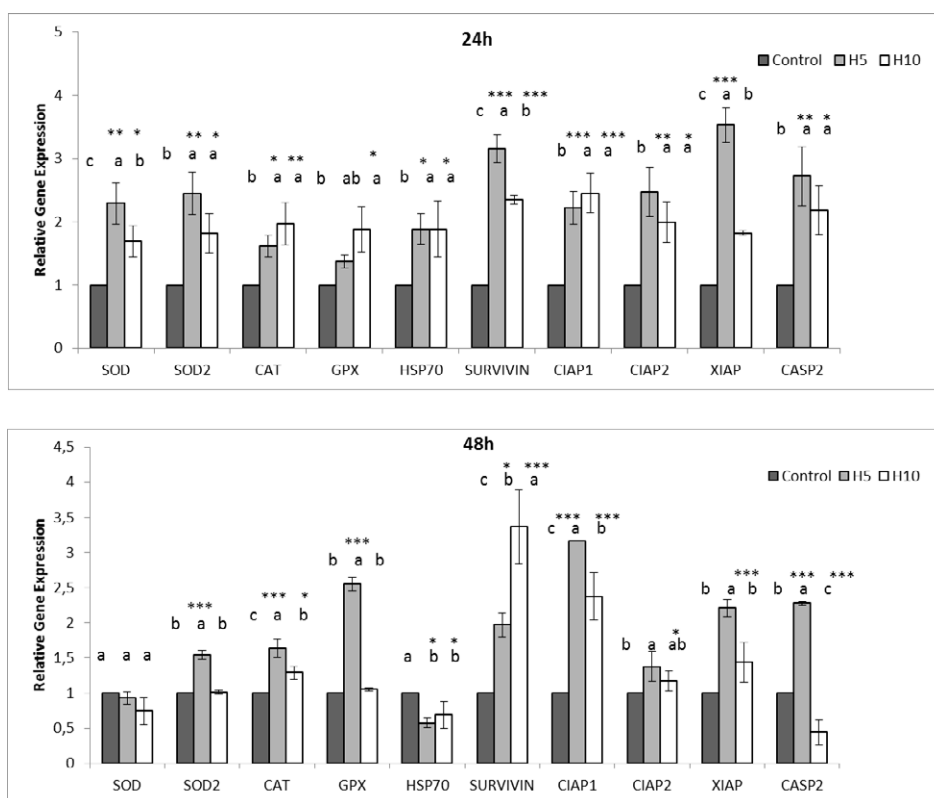 24h
Control H5 H10
Relative Gene Expression
5
4
3
2
1
0
** *
c a b
** *
b a a
* **
b a a
*
b ab a
* *
b a a
*** ***
c a b
*** ***
b a a
** *
b a a
***
c a b
** *
b a a
SOD SOD2 CAT GPX HSP70 SURVIVIN CIAP1 CIAP2 XIAP CASP2
48h
Control H5 H10
Relative Gene Expression
4,5
4
3,5
3
2,5
2
1,5
1
0,5
0
a a a
***
b a b
*** *
c a b
***
b a b
* *
a b b
* ***
c b a
*** ***
c a b
*
b a ab
***
b a b
*** ***
b a c
SOD SOD2 CAT GPX HSP70 SURVIVIN CIAP1 CIAP2 XIAP CASP2